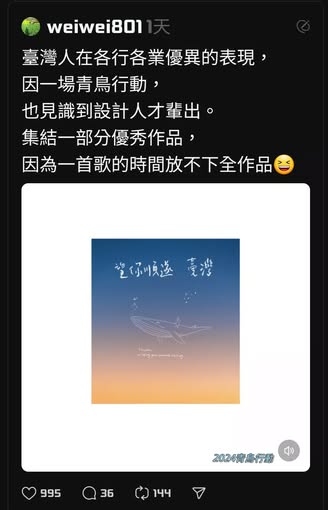 weiwei801 1天
臺灣人在各行各業優異的表現，
因一場青鳥行動，
也見識到設計人才輩出。
集結一部分優秀作品，
因為一首歌的時間放不下全作品😆
望你順遂 臺灣
2024青鳥行動
995 36 144